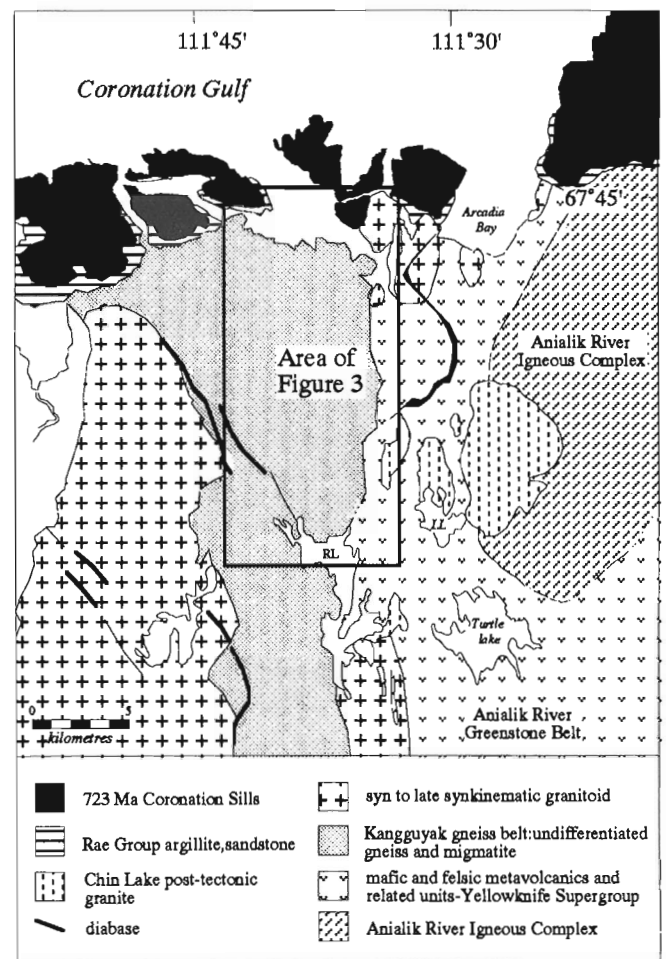 111°45' 111°30'
Coronation Gulf
Arcadia
Bay
67°45'
Anialik River
Igneous Complex
Area of
Figure 3
LL
RL
Turtle
lake
0 5
kilometres
Anialik River
Greenstone Belt
723 Ma Coronation Sills
Rae Group argillite,sandstone
Chin Lake post-tectonic
granite
diabase
syn to late synkinematic granitoid
Kangguyak gneiss belt:undifferentiated
gneiss and migmatite
mafic and felsic metavolcanics and
related units-Yellowknife Supergroup
Anialik River Igneous Complex